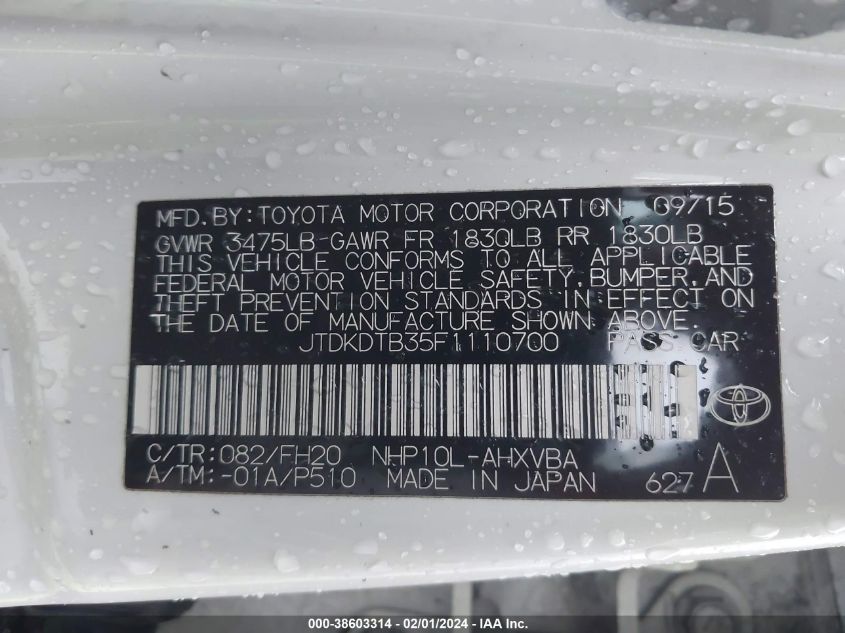 MFD.BY:TOYOTA MOTOR CORPORATION 09/15
GVWR 3475LB-GAWR FR 1830LB RR 1830LB
THIS VEHICLE CONFORMS TO ALL APPLICABLE
FEDERAL MOTOR VEHICLE SAFETY,BUMPER,AND
THEFT PREVENTION STANDARDS IN EFFECT ON
THE DATE OF MANUFACTURE SHOWN ABOVE.
JTDKDTB35F1110700 PASS CAR
C/TR:082/FH20 NHP10L-AHXVBA
A/TM:-01A/P510 MADE IN JAPAN 627 A
000-38603314 - 02/01/2024 - IAA Inc.